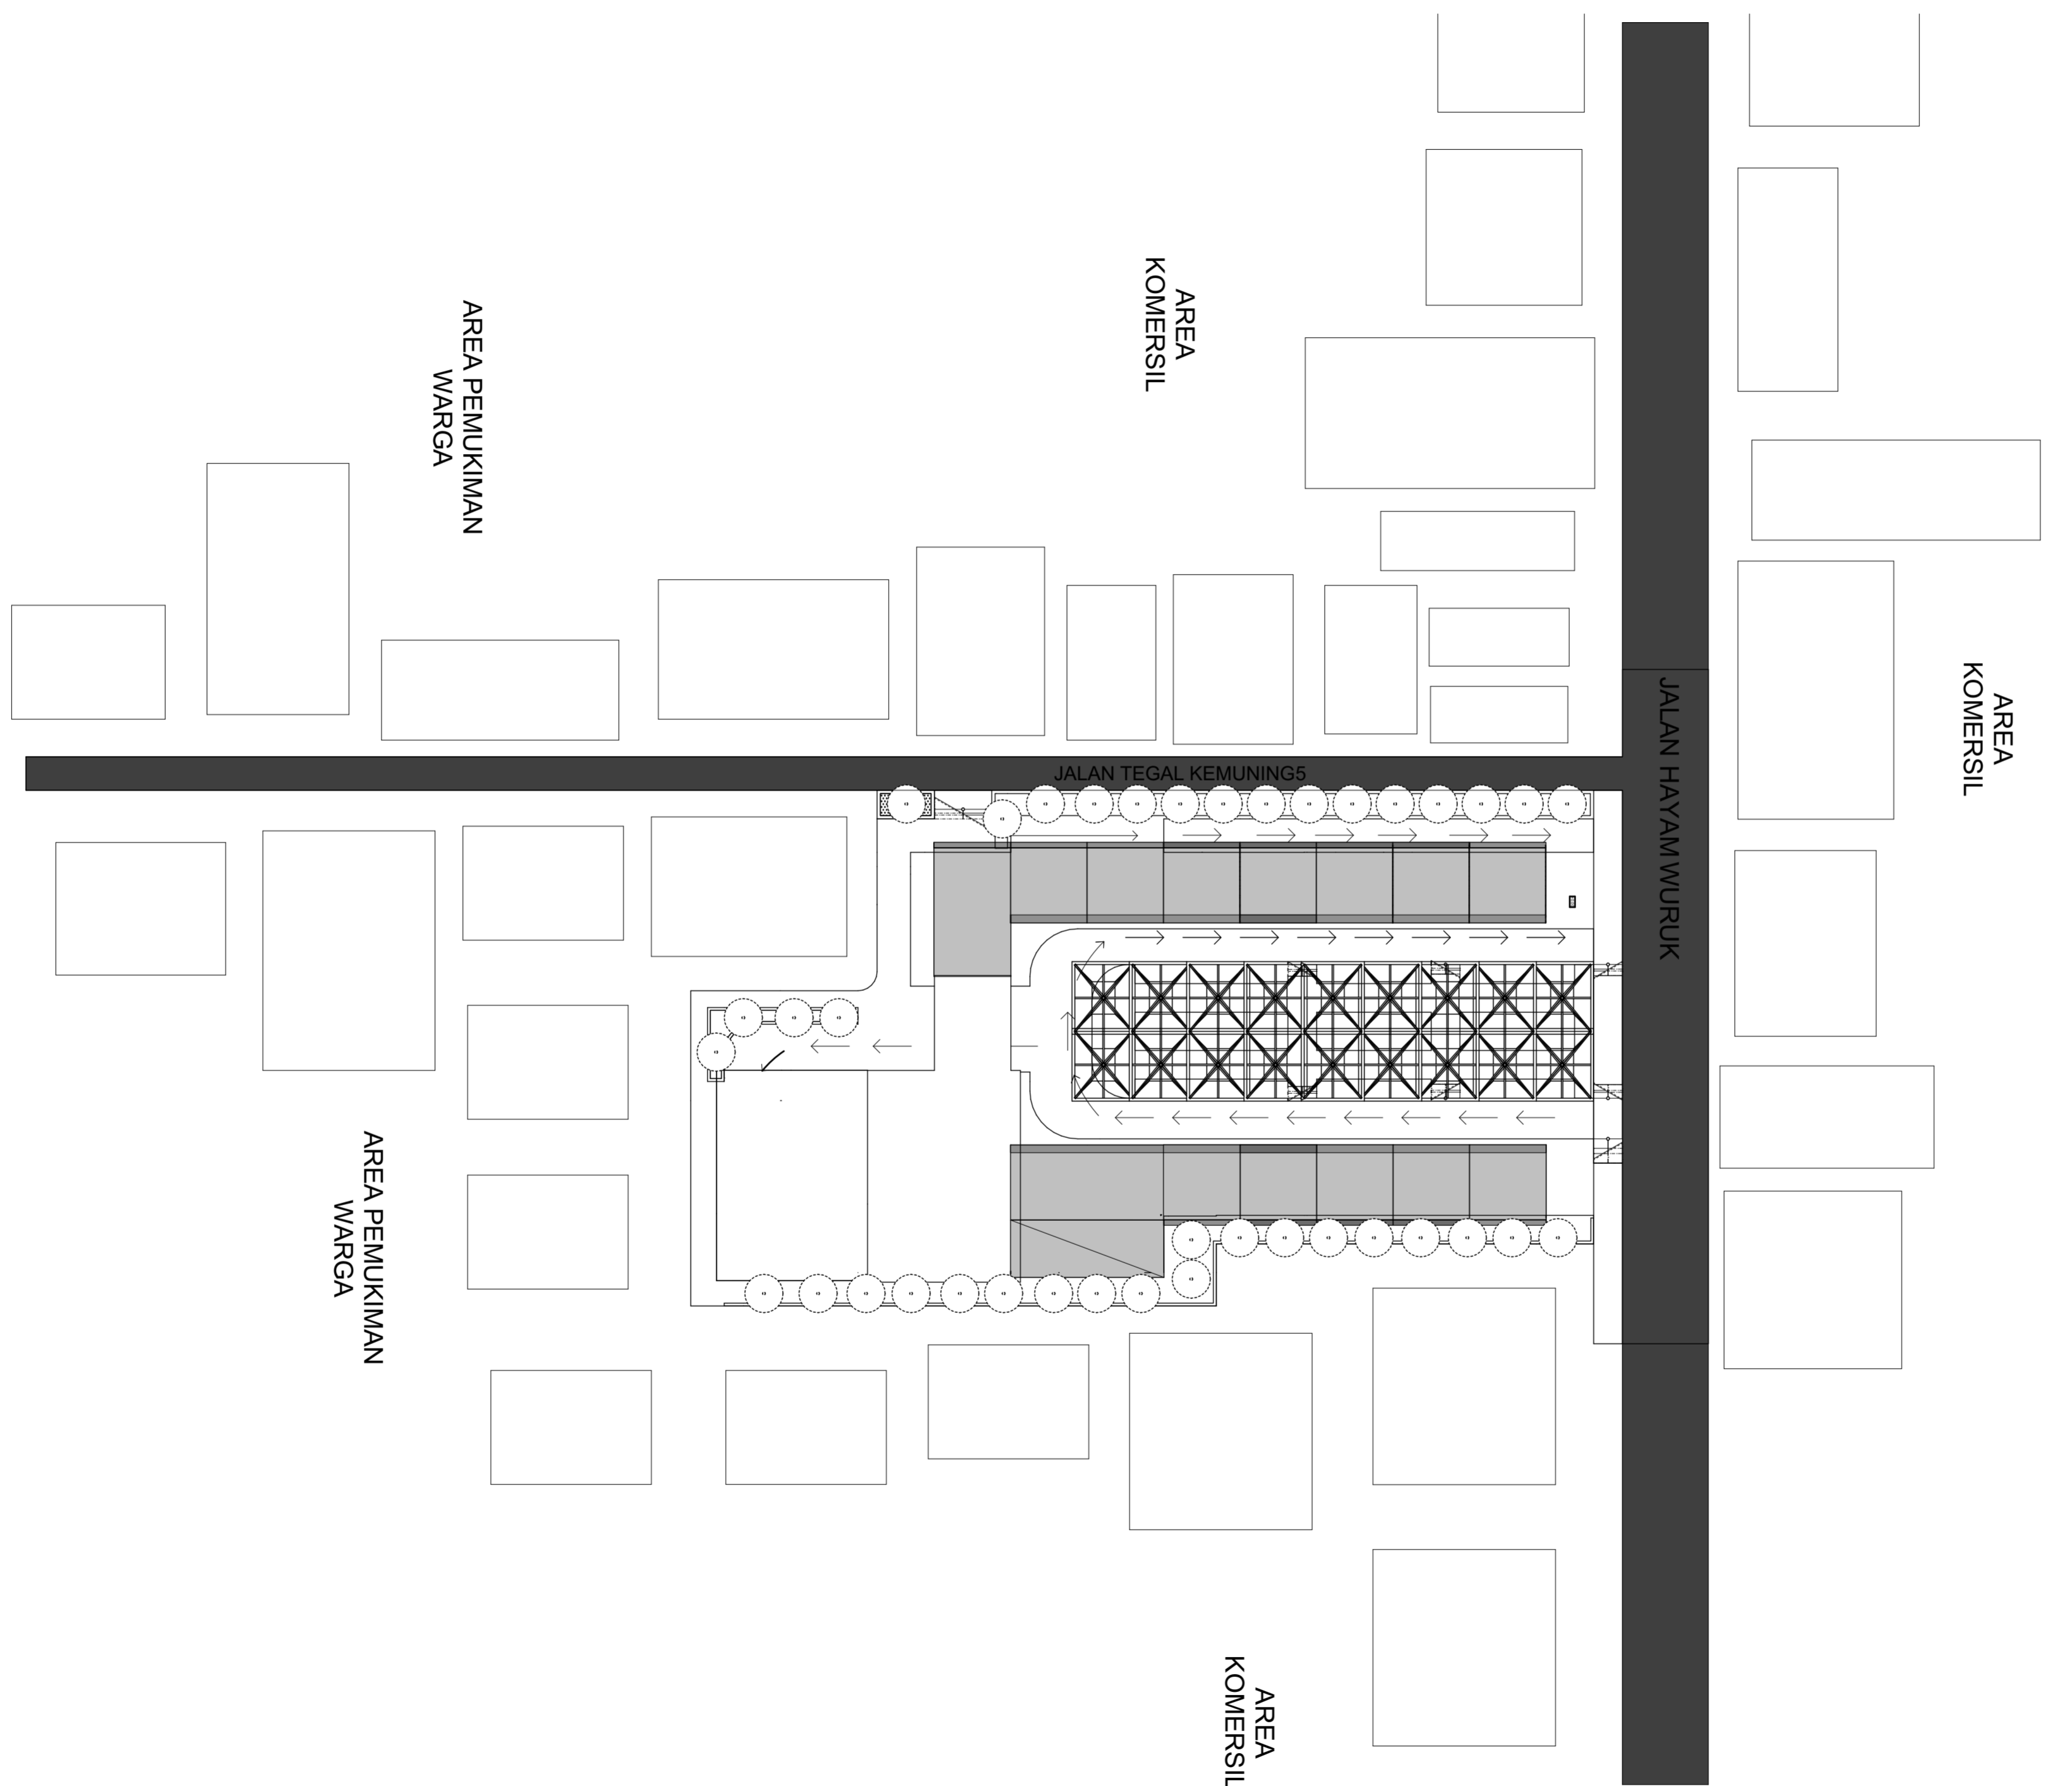 AREA
KOMERSIL
AREA PEMUKIMAN
WARGA
AREA
KOMERSIL
JALAN HAYAM WURUK
JALAN TEGAL KEMUNING5
AREA PEMUKIMAN
WARGA
AREA
KOMERSIL